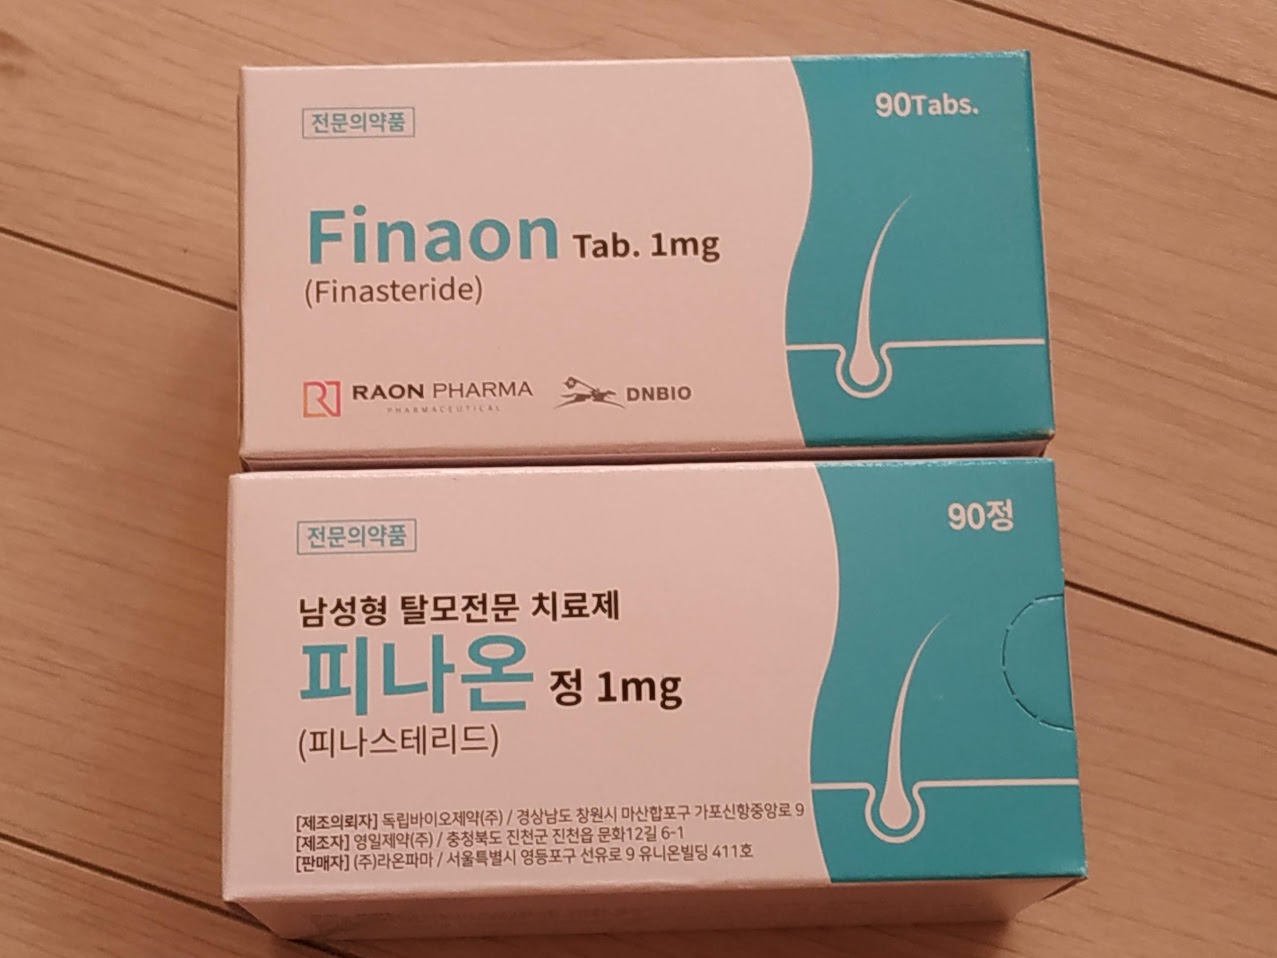 전문의약품
90Tabs.
Finaon Tab. 1mg
(Finasteride)
RAON PHARMA
PHARMACEUTICAL
DNBIO
전문의약품
90정
남성형 탈모전문 치료제
피나온 정 1mg
(피나스테리드)
[제조의뢰자] 독립바이오제약(주) / 경상남도 창원시 마산합포구 가포신항중앙로 9
[제조자] 영일제약(주) / 충청북도 진천군 진천읍 문화12길 6-1
[판매자] (주)라온파마 / 서울특별시 영등포구 선유로 9 유니온빌딩 411호